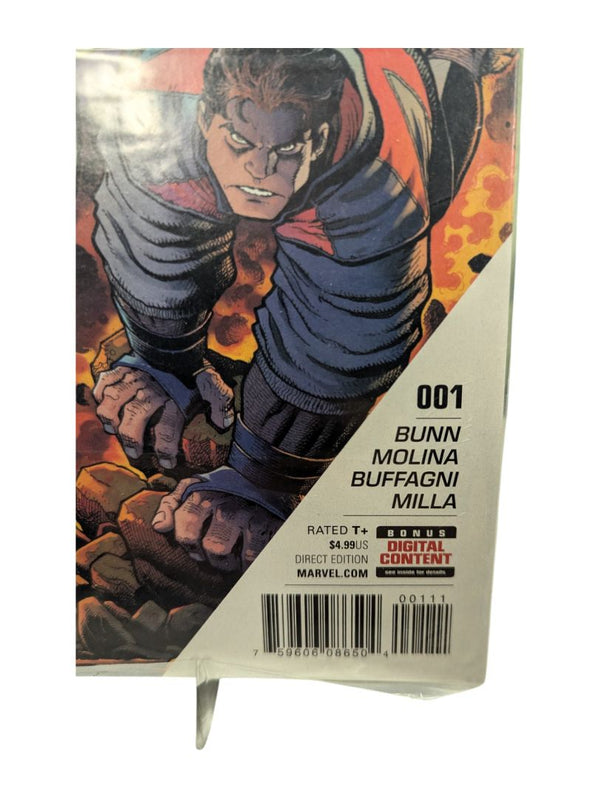 001
BUNN
MOLINA
BUFFAGNI
MILLA
RATED T+
$4.99US
DIRECT EDITION
MARVEL.COM
BONUS
DIGITAL
CONTENT
see inside for details
00111
7 59606 08650 4